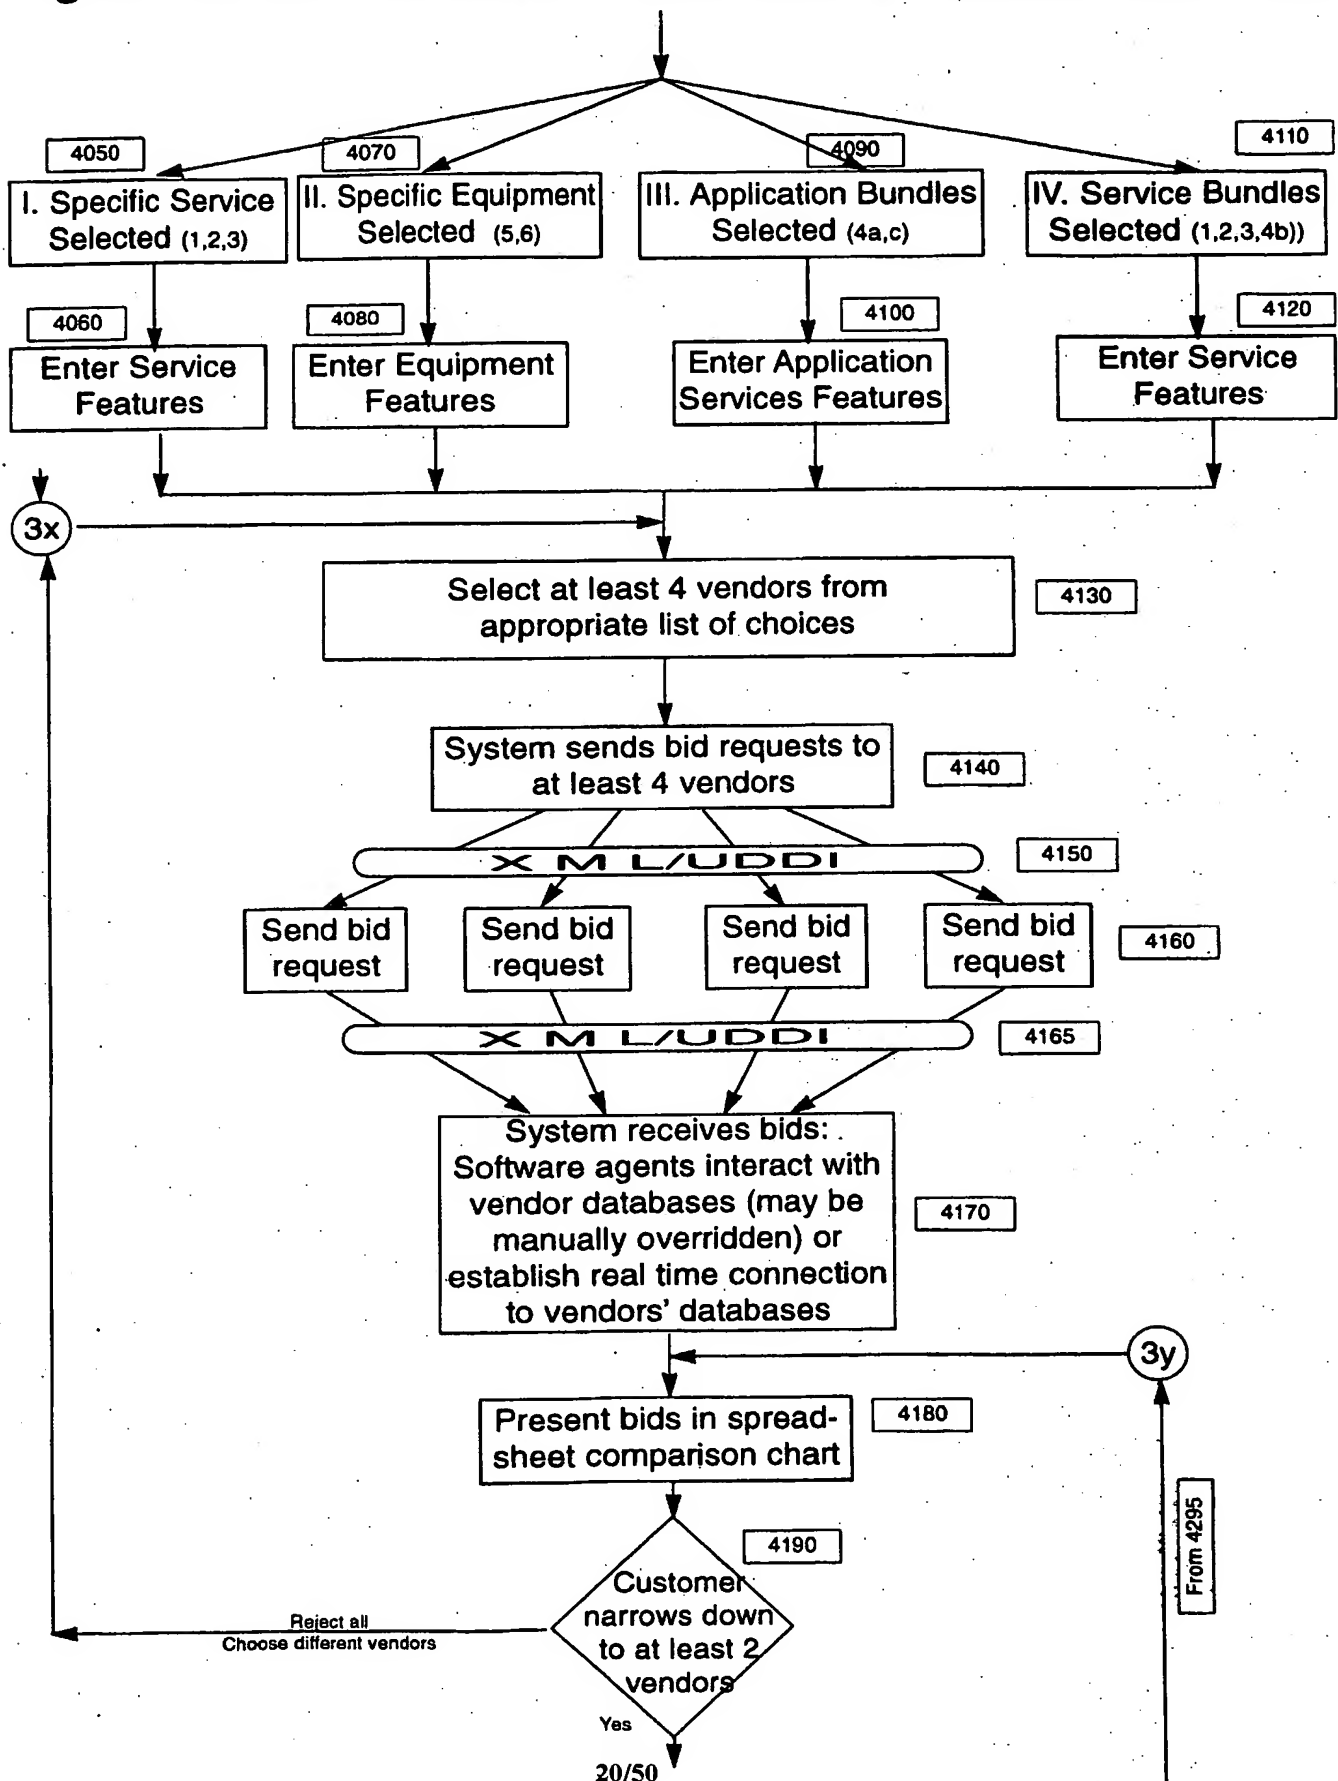 4050
4070
4090
4110
I. Specific Service
Selected (1,2,3)
II. Specific Equipment
Selected (5,6)
III. Application Bundles
Selected (4a,c)
IV. Service Bundles
Selected (1,2,3,4b))
4060
4080
4100
4120
Enter Service
Features
Enter Equipment
Features
Enter Application
Services Features
Enter Service
Features
3x
Select at least 4 vendors from
appropriate list of choices
4130
System sends bid requests to
at least 4 vendors
4140
X M L/UDDI
4150
Send bid
request
Send bid
request
Send bid
request
Send bid
request
4160
X M L/UDDI
4165
System receives bids:
Software agents interact with
vendor databases (may be
manually overridden) or
establish real time connection
to vendors' databases
4170
3y
Present bids in spread-
sheet comparison chart
4180
From 4295
4190
Customer
narrows down
to at least 2
vendors
Reject all
Choose different vendors
Yes
20/50